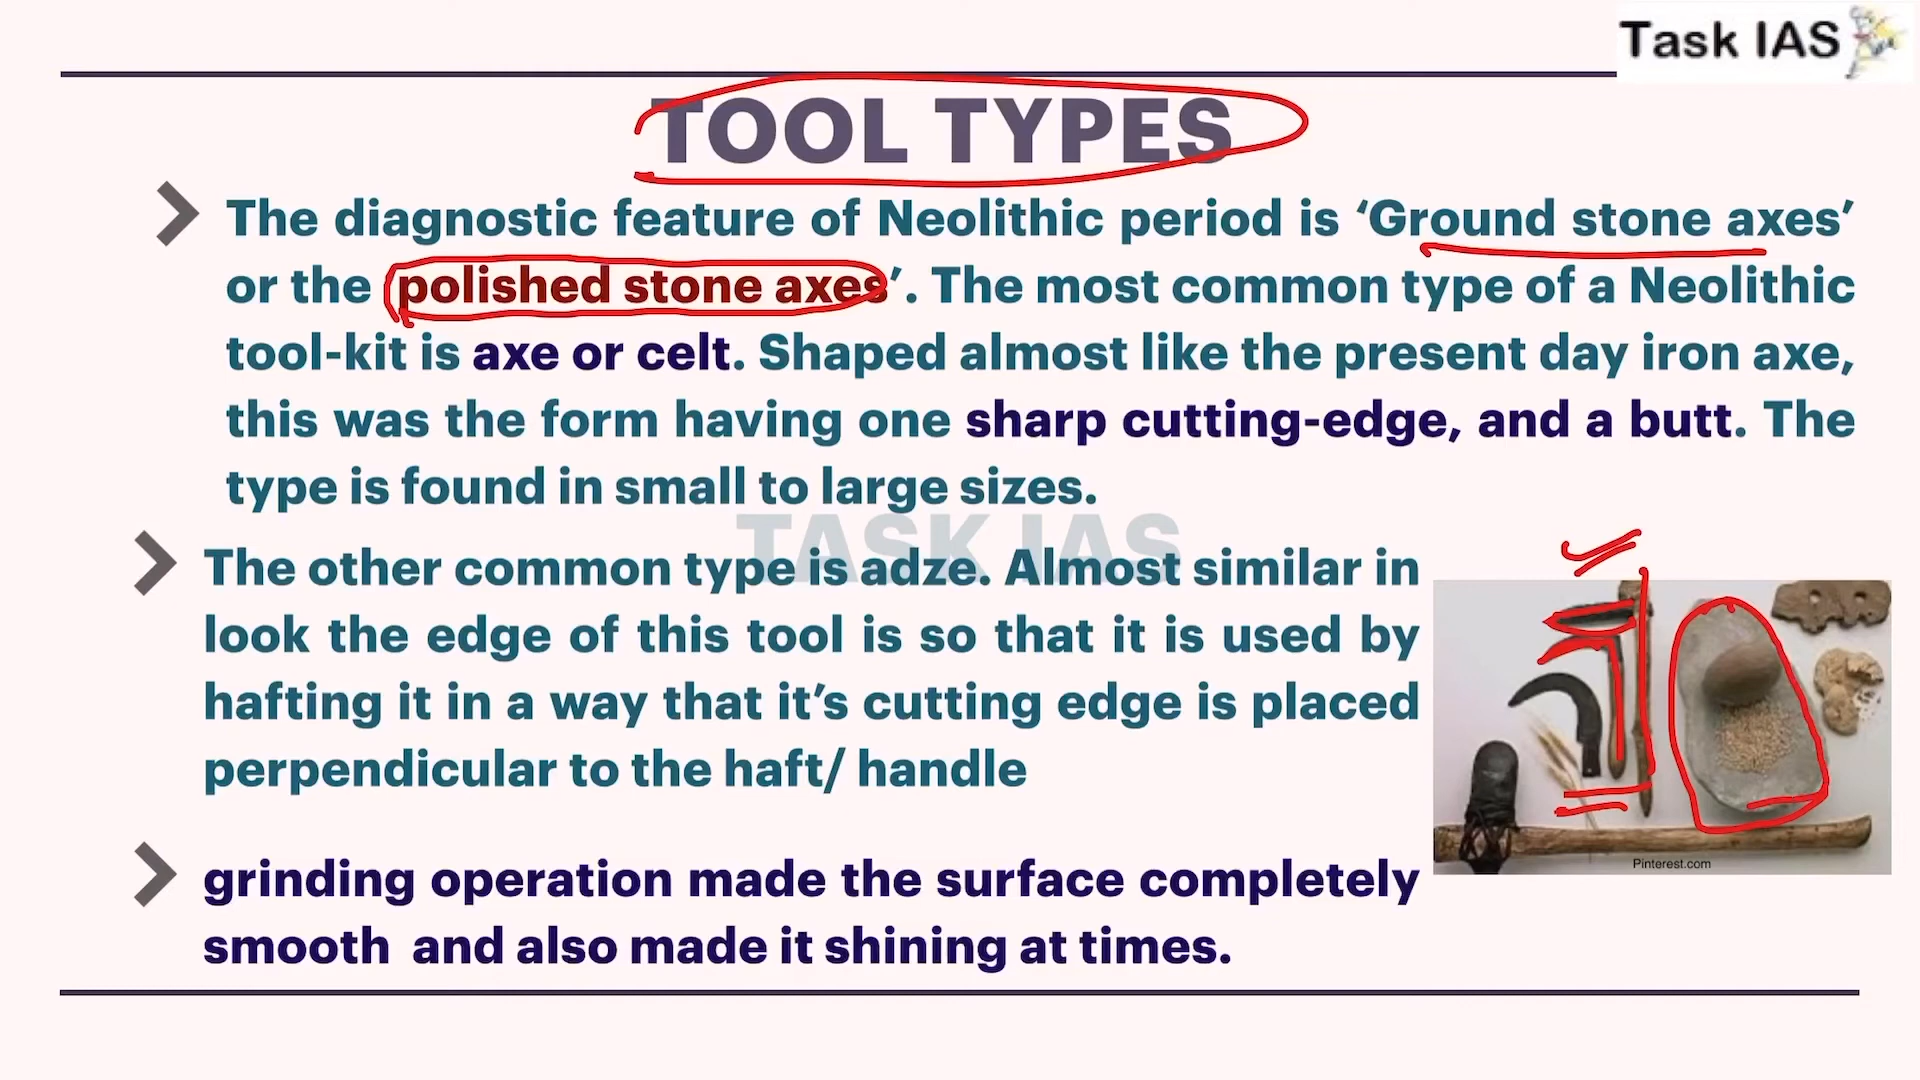 Task IAS
TOOL TYPES
The diagnostic feature of Neolithic period is ‘Ground stone axes’
or the polished stone axes’. The most common type of a Neolithic
tool-kit is axe or celt. Shaped almost like the present day iron axe,
this was the form having one sharp cutting-edge, and a butt. The
type is found in small to large sizes.
TASK IAS
The other common type is adze. Almost similar in
look the edge of this tool is so that it is used by
hafting it in a way that it’s cutting edge is placed
perpendicular to the haft/ handle
Pinterest.com
grinding operation made the surface completely
smooth and also made it shining at times.